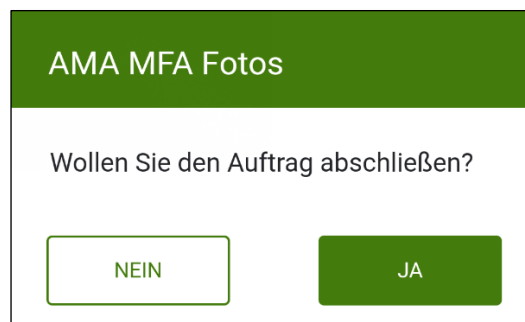 AMA MFA Fotos
Wollen Sie den Auftrag abschließen?
NEIN
JA